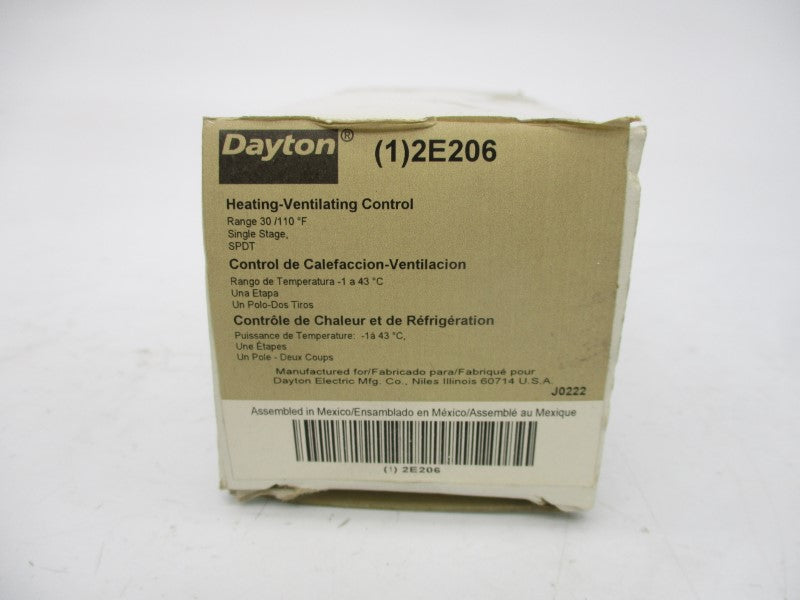 Dayton® (1)2E206
Heating-Ventilating Control
Range 30 /110 °F
Single Stage,
SPDT
Control de Calefaccion-Ventilacion
Rango de Temperatura -1 a 43 °C
Una Etapa
Un Polo-Dos Tiros
Contrôle de Chaleur et de Réfrigération
Puissance de Temperature: -1à 43 °C,
Une Étapes
Un Pole - Deux Coups
Manufactured for/Fabricado para/Fabriqué pour
Dayton Electric Mfg. Co., Niles Illinois 60714 U.S.A.
J0222
Assembled in Mexico/Ensamblado en México/Assemblé au Mexique
(1) 2E206